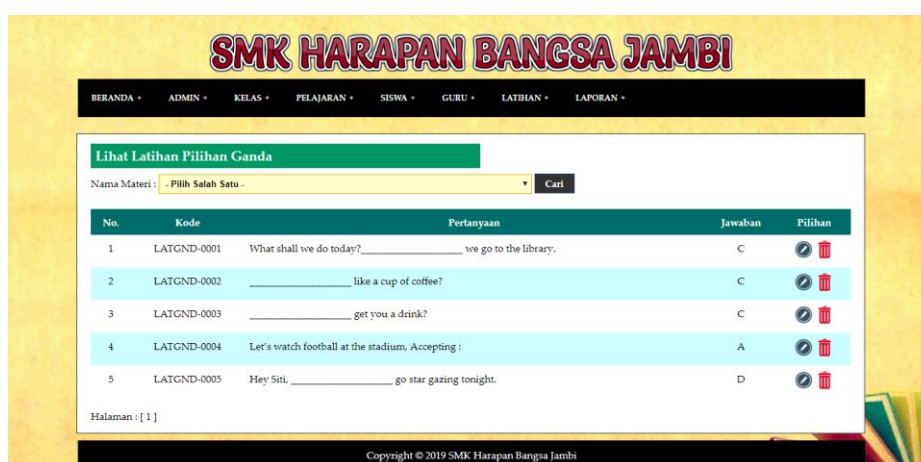 SMK HARAPAN BANGSA JAMBI
BERANDA + ADMIN + KELAS + PELAJARAN + SISWA + GURU + LATIHAN + LAPORAN +
Lihat Latihan Pilihan Ganda
Nama Materi : - Pilih Salah Satu - Cari
No. Kode Pertanyaan Jawaban Pilihan
1 LATGND-0001 What shall we do today?____________________ we go to the library. C
2 LATGND-0002 ____________________ like a cup of coffee? C
3 LATGND-0003 ____________________ get you a drink? C
4 LATGND-0004 Let's watch football at the stadium, Accepting : A
5 LATGND-0005 Hey Siti, ____________________ go star gazing tonight. D
Halaman : [ 1 ]
Copyright © 2019 SMK Harapan Bangsa Jambi